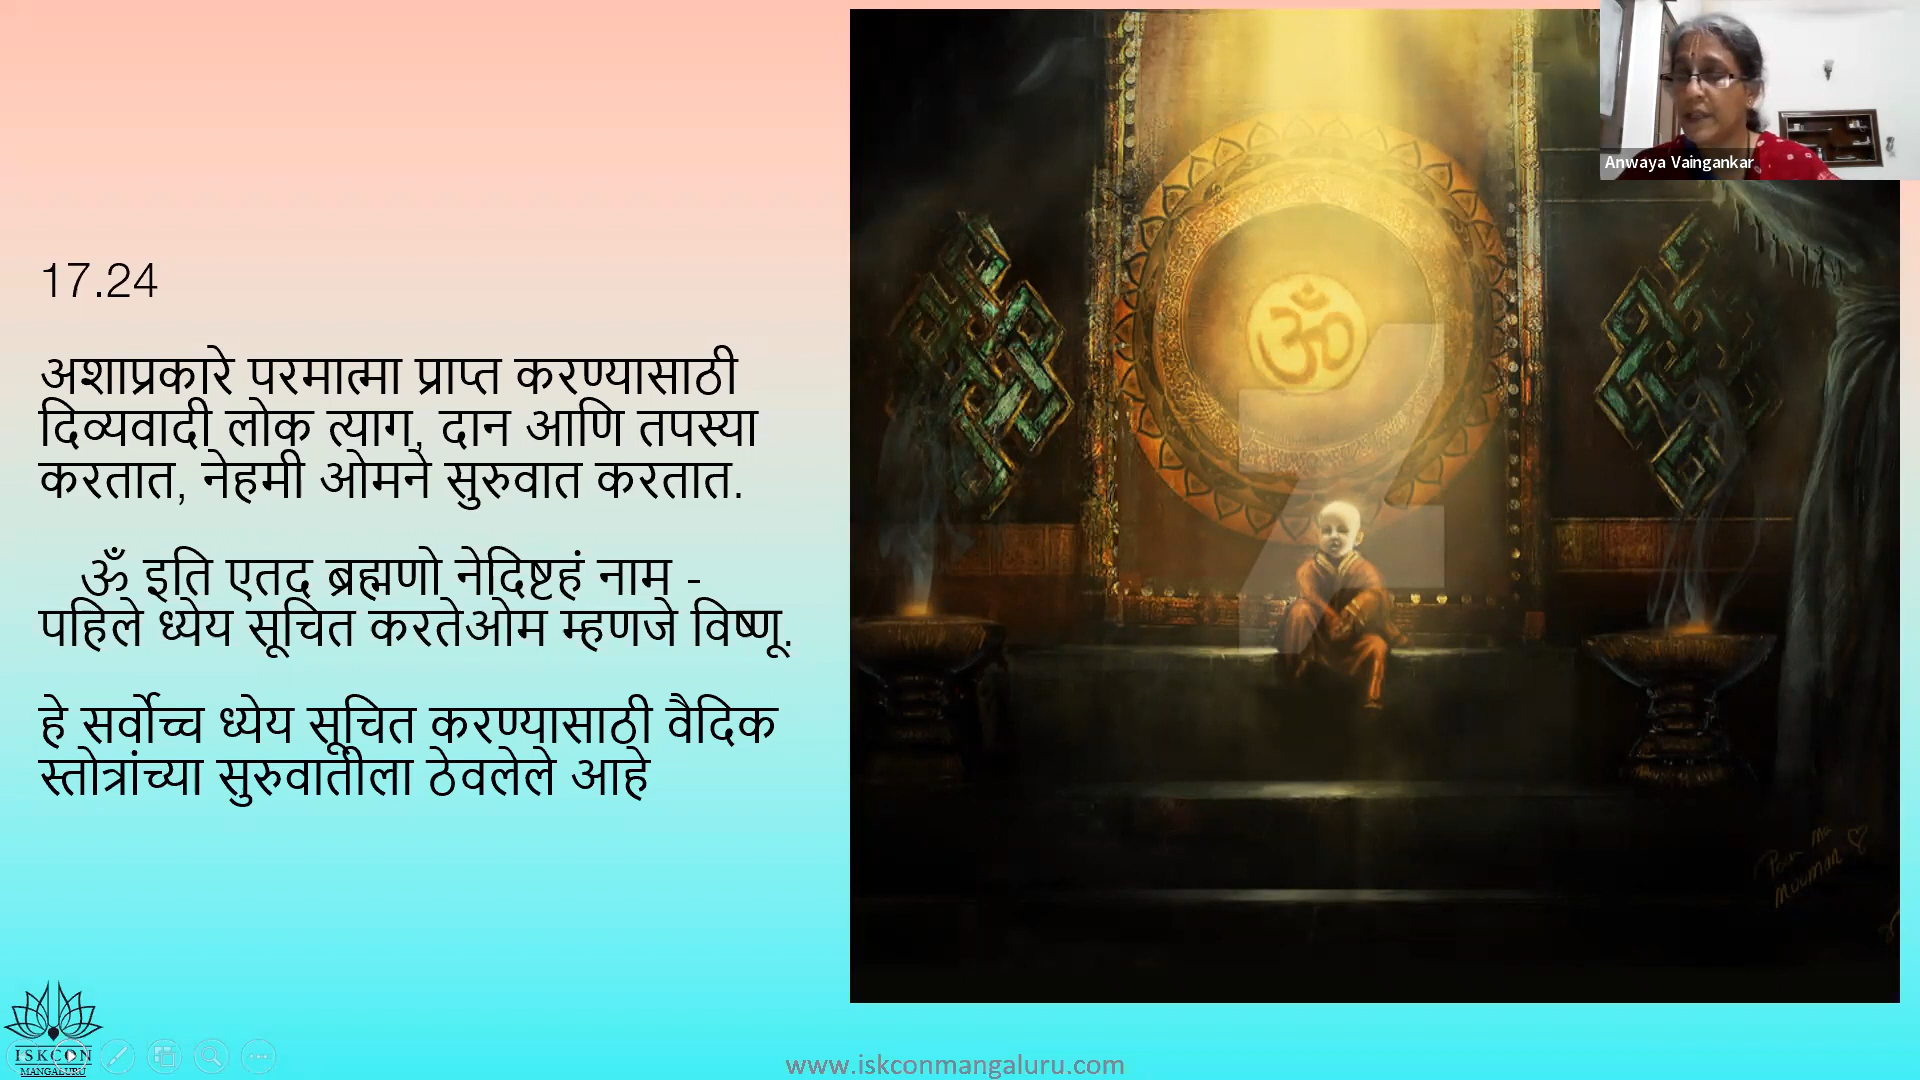 17.24
अशाप्रकारे परमात्मा प्राप्त करण्यासाठी
दिव्यवादी लोक त्याग, दान आणि तपस्या
करतात, नेहमी ओमने सुरुवात करतात.
ॐ इति एतद ब्रह्मणो नेदिष्टहं नाम -
पहिले ध्येय सूचित करतेओम म्हणजे विष्णू.
हे सर्वोच्च ध्येय सूचित करण्यासाठी वैदिक
स्तोत्रांच्या सुरुवातीला ठेवलेले आहे
ॐ
Anwaya Vaingankar
ISKCON
MANGALURU
www.iskconmangaluru.com